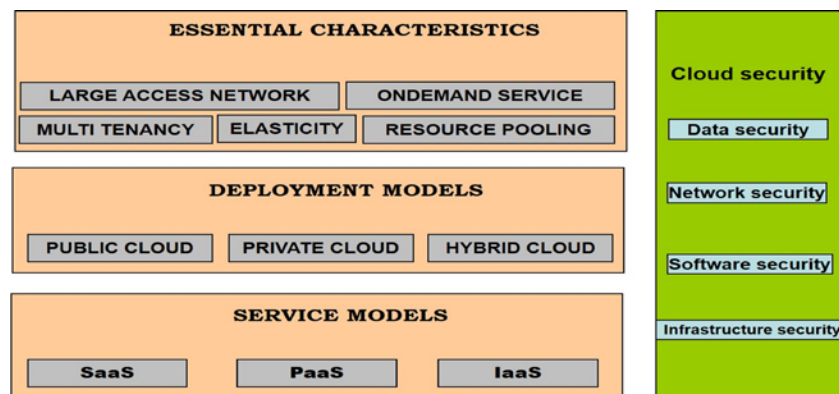 ESSENTIAL CHARACTERISTICS
LARGE ACCESS NETWORK
ONDEMAND SERVICE
MULTI TENANCY
ELASTICITY
RESOURCE POOLING
DEPLOYMENT MODELS
PUBLIC CLOUD
PRIVATE CLOUD
HYBRID CLOUD
SERVICE MODELS
SaaS
PaaS
IaaS
Cloud security
Data security
Network security
Software security
Infrastructure security